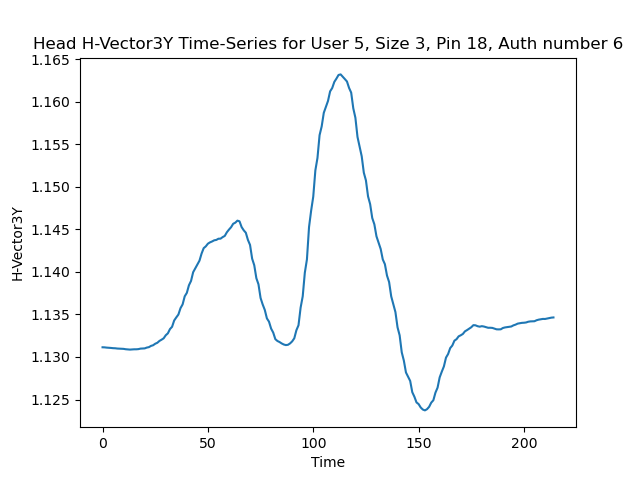 Head H-Vector3Y Time-Series for User 5, Size 3, Pin 18, Auth number 6
1.165
1.160
1.155
1.150
1.145
1.140
1.135
1.130
1.125
H-Vector3Y
0 50 100 150 200
Time